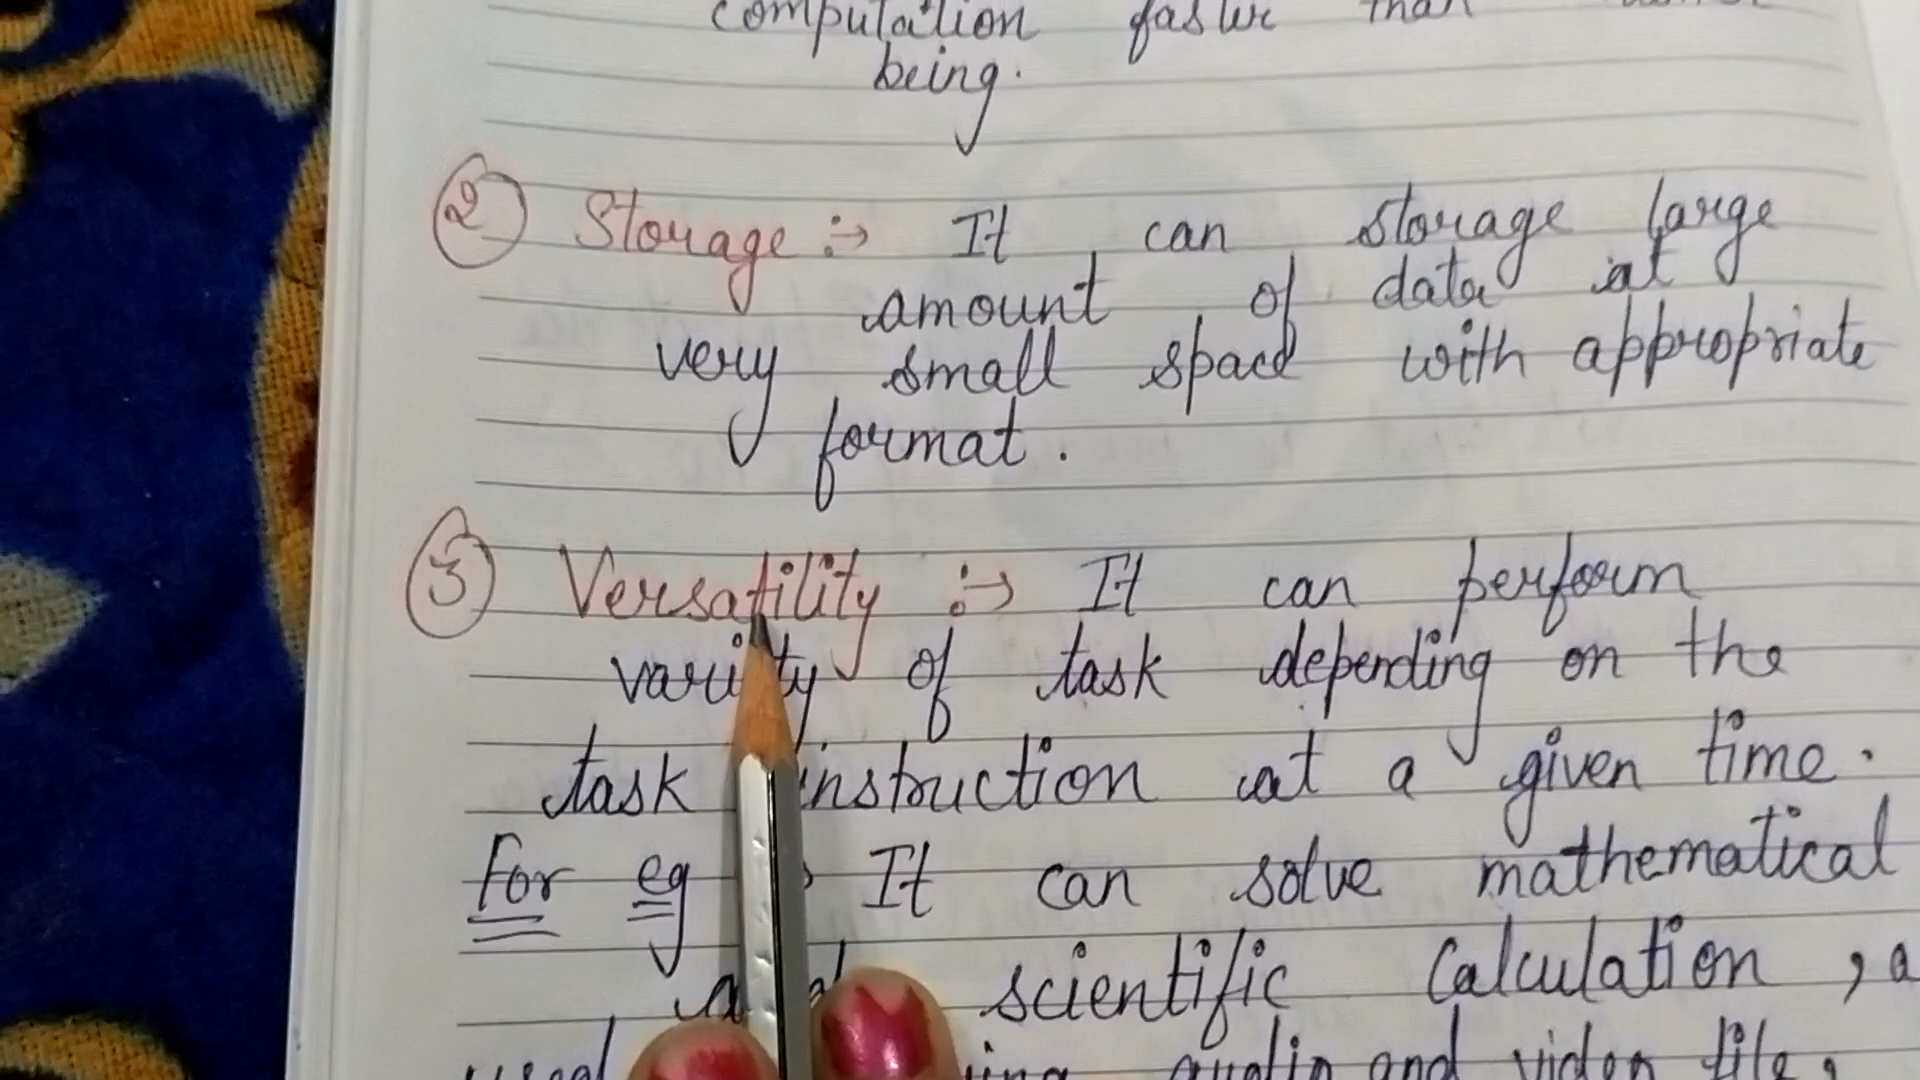 computation faster than
being.
② Storage :→ It can storage large
amount of data at
very small space with appropriate
format.
③ Versatility :→ It can perform
variety of task depending on the
task instruction at a given time.
For eg It can solve mathematical
and scientific Calculation, a
used audio and video file,